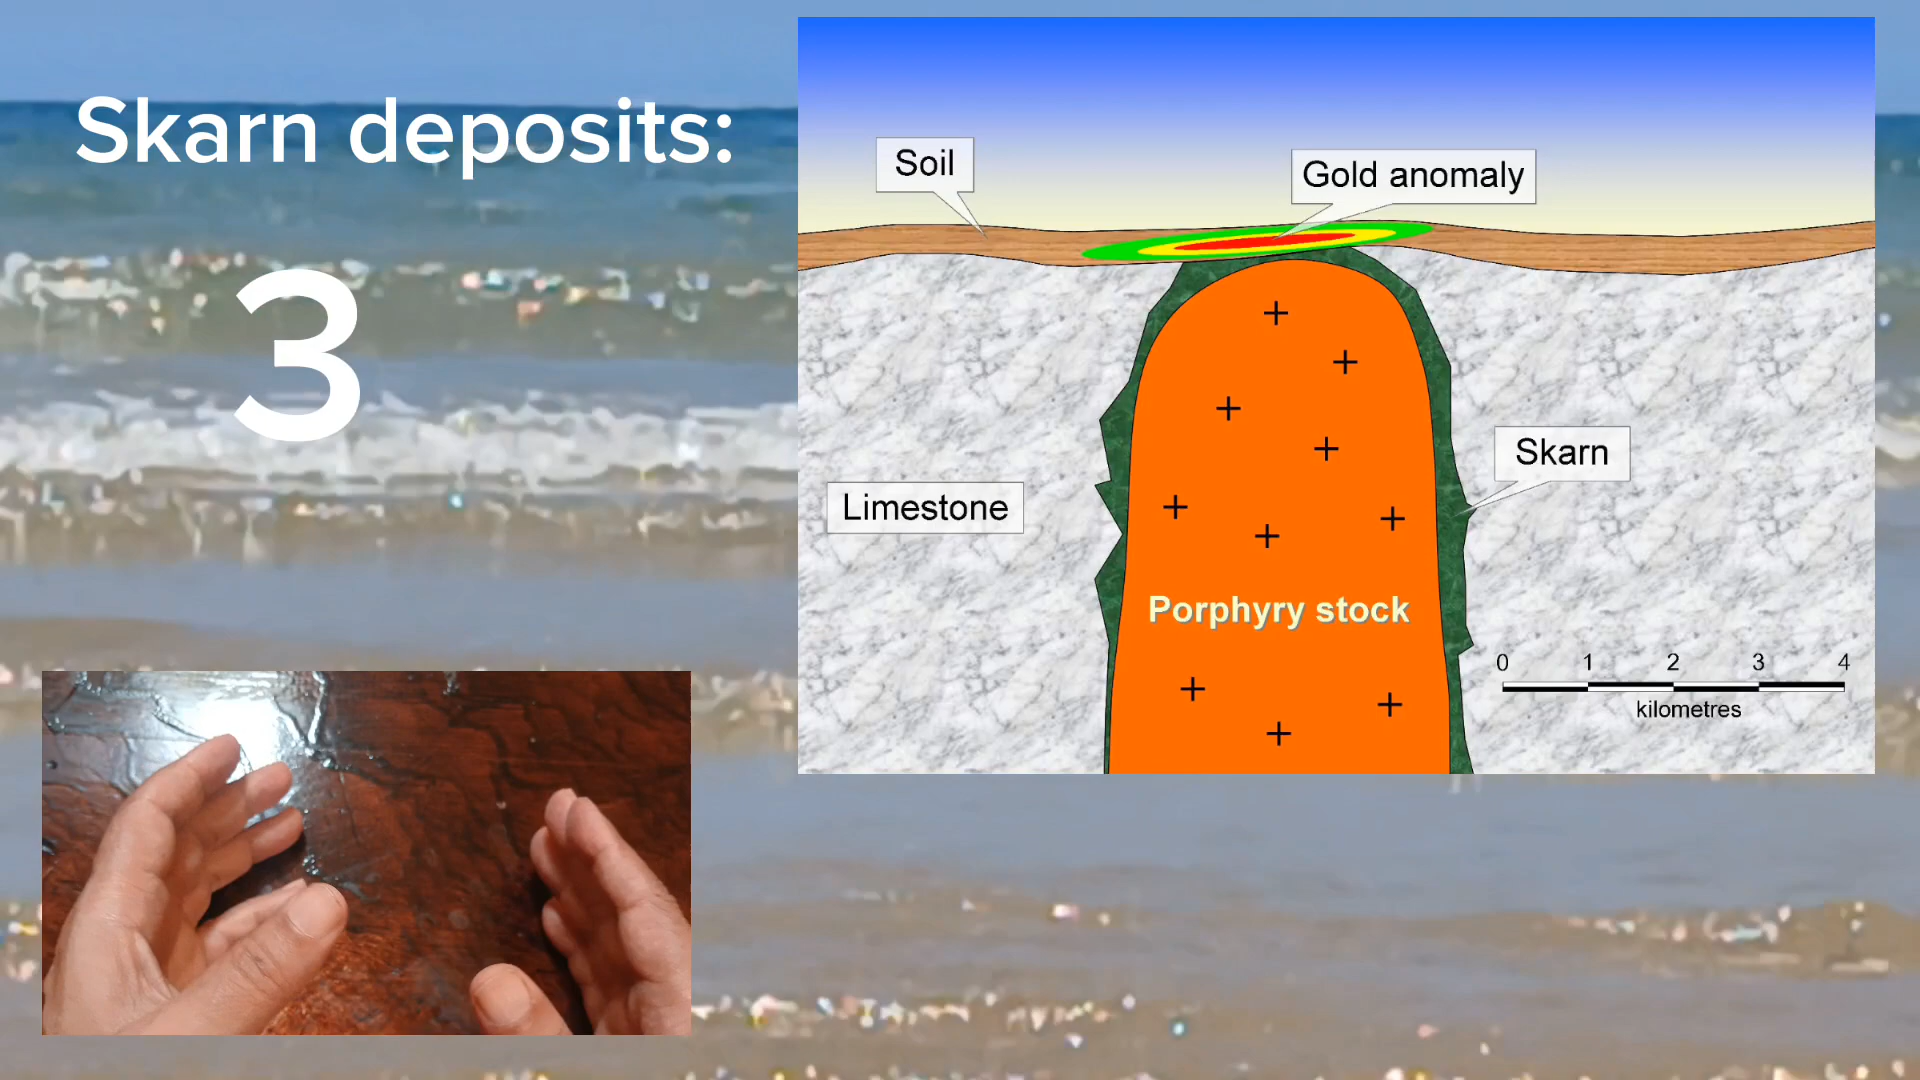 Skarn deposits:
3
Soil
Gold anomaly
Skarn
Limestone
Porphyry stock
0 1 2 3 4
kilometres